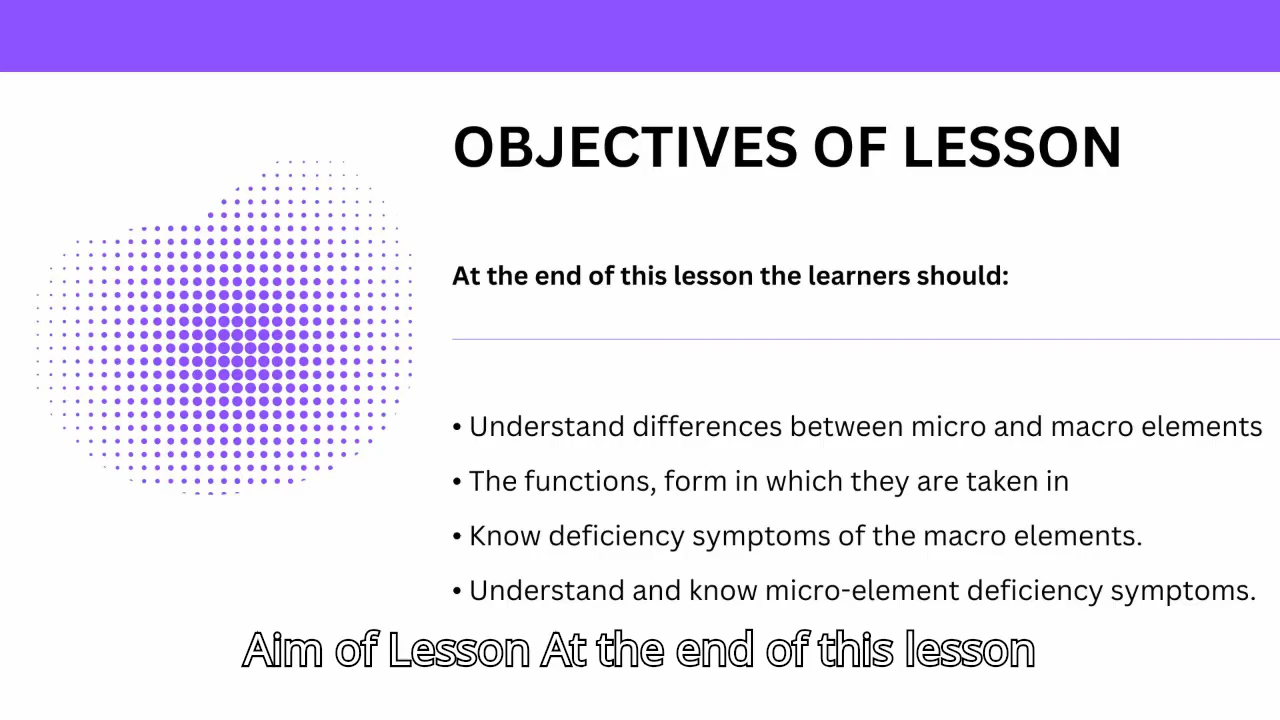 OBJECTIVES OF LESSON
At the end of this lesson the learners should:
• Understand differences between micro and macro elements
• The functions, form in which they are taken in
• Know deficiency symptoms of the macro elements.
• Understand and know micro-element deficiency symptoms.
Aim of Lesson At the end of this lesson